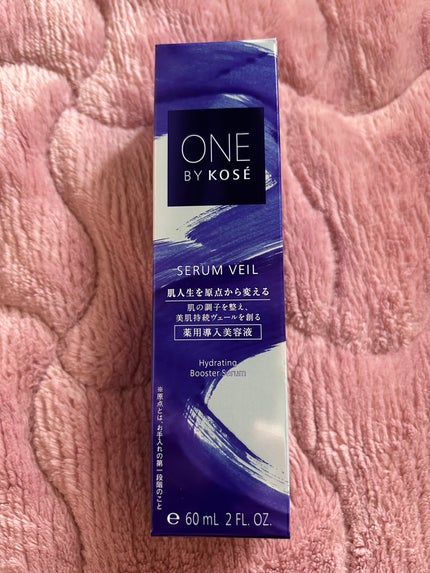 ONE
BY KOSÉ
SERUM VEIL
肌人生を原点から変える
肌の調子を整え、
美肌持続ヴェールを創る
薬用導入美容液
Hydrating
Booster Serum
※原点とは、お手入れの第一段階のこと
e 60 mL 2 FL. OZ.